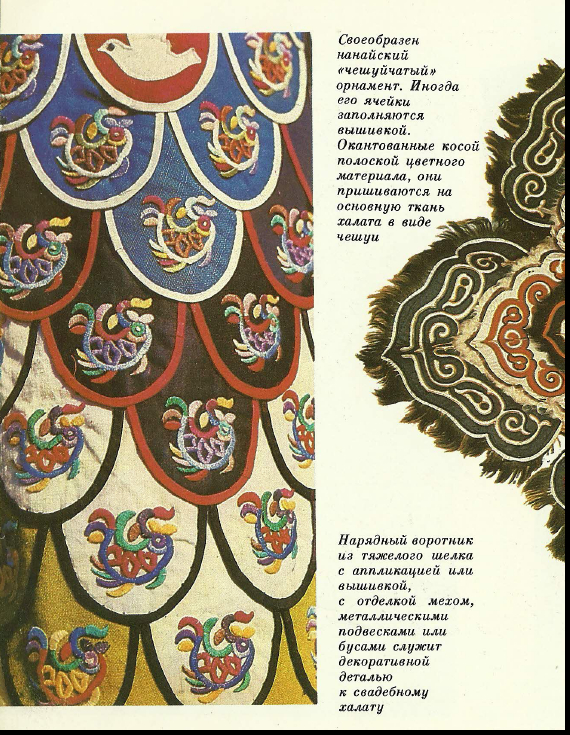 Своеобразен
нанайский
«чешуйчатый»
орнамент. Иногда
его ячейки
заполняются
вышивкой.
Окантованные косой
полоской цветного
материала, они
пришиваются на
основную ткань
халата в виде
чешуи
Нарядный воротник
из тяжелого шелка
с аппликацией или
вышивкой,
с отделкой мехом,
металлическими
подвесками или
бусами служит
декоративной
деталью
к свадебному
халату